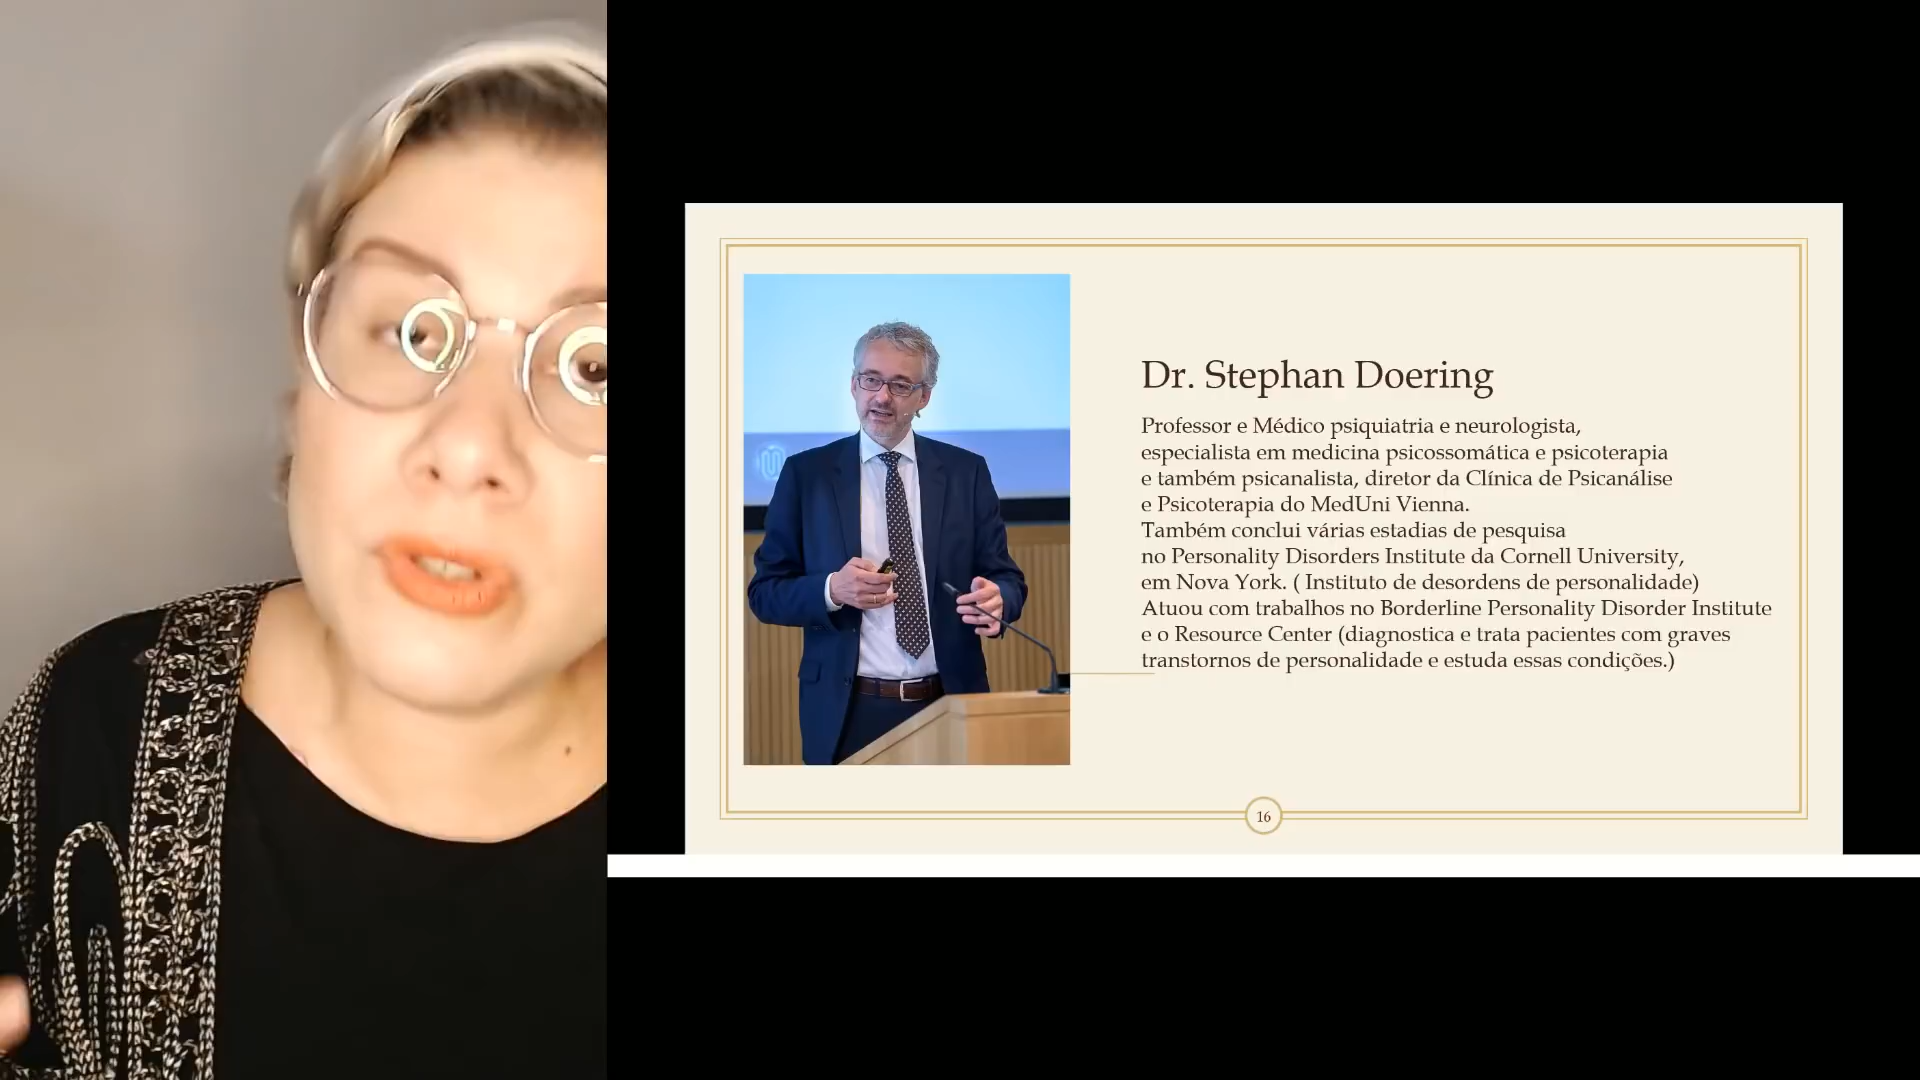 Dr. Stephan Doering
Professor e Médico psiquiatria e neurologista,
especialista em medicina psicossomática e psicoterapia
e também psicanalista, diretor da Clínica de Psicanálise
e Psicoterapia do MedUni Vienna.
Também conclui várias estadias de pesquisa
no Personality Disorders Institute da Cornell University,
em Nova York. ( Instituto de desordens de personalidade)
Atuou com trabalhos no Borderline Personality Disorder Institute
e o Resource Center (diagnostica e trata pacientes com graves
transtornos de personalidade e estuda essas condições.)
16